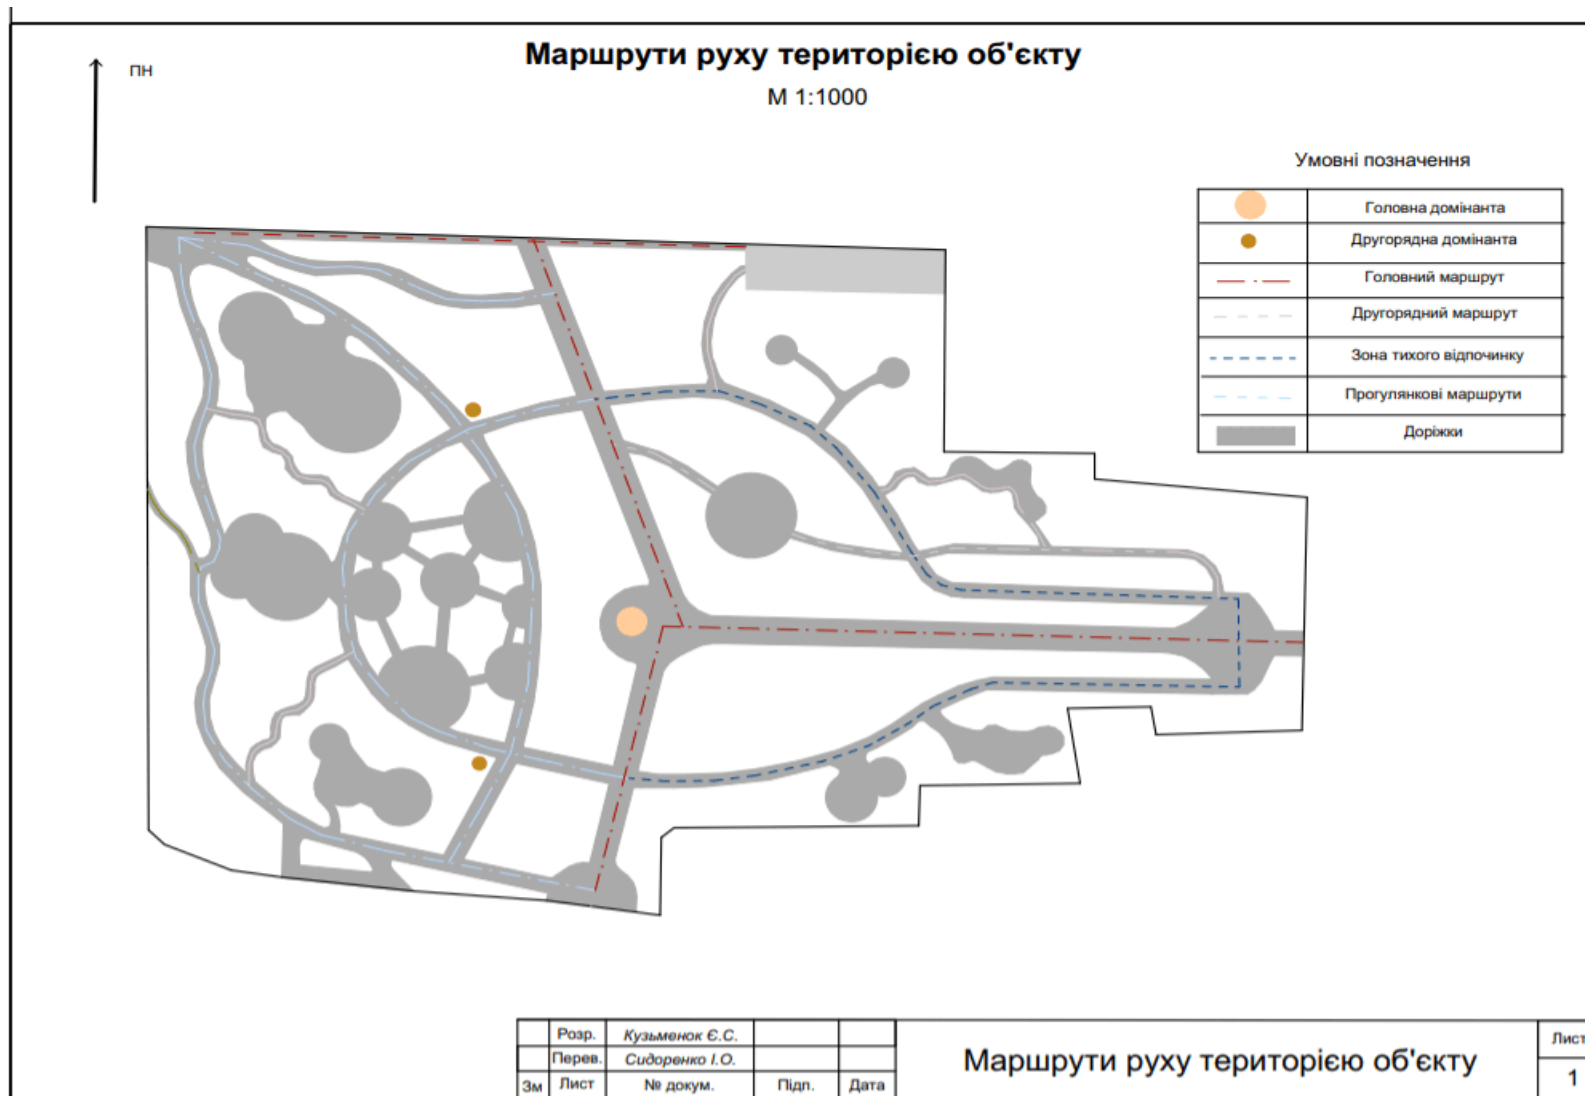 Маршрути руху територією об'єкту
М 1:1000
ПН
Умовні позначення
Головна домінанта
Другорядна домінанта
Головний маршрут
Другорядний маршрут
Зона тихого відпочинку
Прогулянкові маршрути
Доріжки
Розр. Кузьменок Є.С.
Перев. Сидоренко І.О.
Зм Лист № докум. Підп. Дата
Маршрути руху територією об'єкту
Лист
1